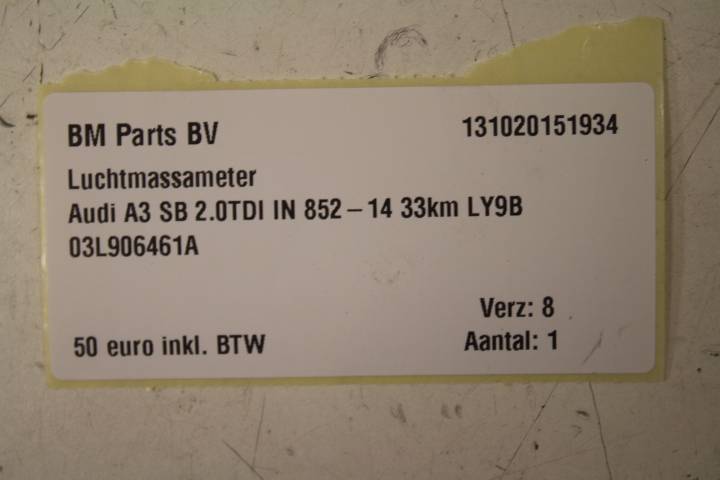 BM Parts BV 131020151934
Luchtmassameter
Audi A3 SB 2.0TDI IN 852 – 14 33km LY9B
03L906461A
Verz: 8
50 euro inkl. BTW Aantal: 1